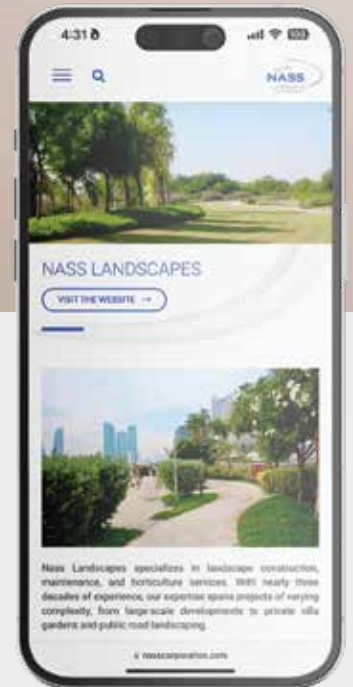 4:31
100
NASS
NASS LANDSCAPES
VISIT THE WEBSITE →
Nass Landscapes specializes in landscape construction,
maintenance, and horticulture services. With nearly three
decades of experience, our expertise spans projects of varying
complexity, from large-scale developments to private villa
gardens and public road landscaping.
nasscorporation.com